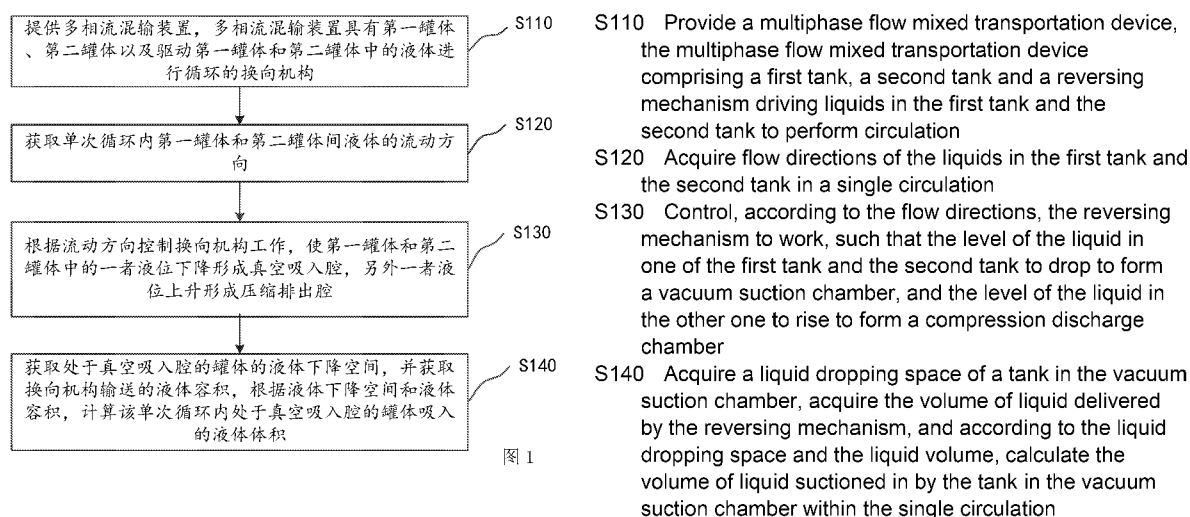 提供多相流混输装置，多相流混输装置具有第一罐体
、第二罐体以及驱动第一罐体和第二罐体中的液体进
行循环的换向机构
S110
获取单次循环内第一罐体和第二罐体间液体的流动方
向
S120
根据流动方向控制换向机构工作，使第一罐体和第二
罐体中的一者液位下降形成真空吸入腔，另外一者液
位上升形成压缩排出腔
S130
获取处于真空吸入腔的罐体的液体下降空间，并获取
换向机构输送的液体容积，根据液体下降空间和液体
容积，计算该单次循环内处于真空吸入腔的罐体吸入
的液体体积
S140
图 1
S110 Provide a multiphase flow mixed transportation device,
the multiphase flow mixed transportation device
comprising a first tank, a second tank and a reversing
mechanism driving liquids in the first tank and the
second tank to perform circulation
S120 Acquire flow directions of the liquids in the first tank and
the second tank in a single circulation
S130 Control, according to the flow directions, the reversing
mechanism to work, such that the level of the liquid in
one of the first tank and the second tank to drop to form
a vacuum suction chamber, and the level of the liquid in
the other one to rise to form a compression discharge
chamber
S140 Acquire a liquid dropping space of a tank in the vacuum
suction chamber, acquire the volume of liquid delivered
by the reversing mechanism, and according to the liquid
dropping space and the liquid volume, calculate the
volume of liquid suctioned in by the tank in the vacuum
suction chamber within the single circulation